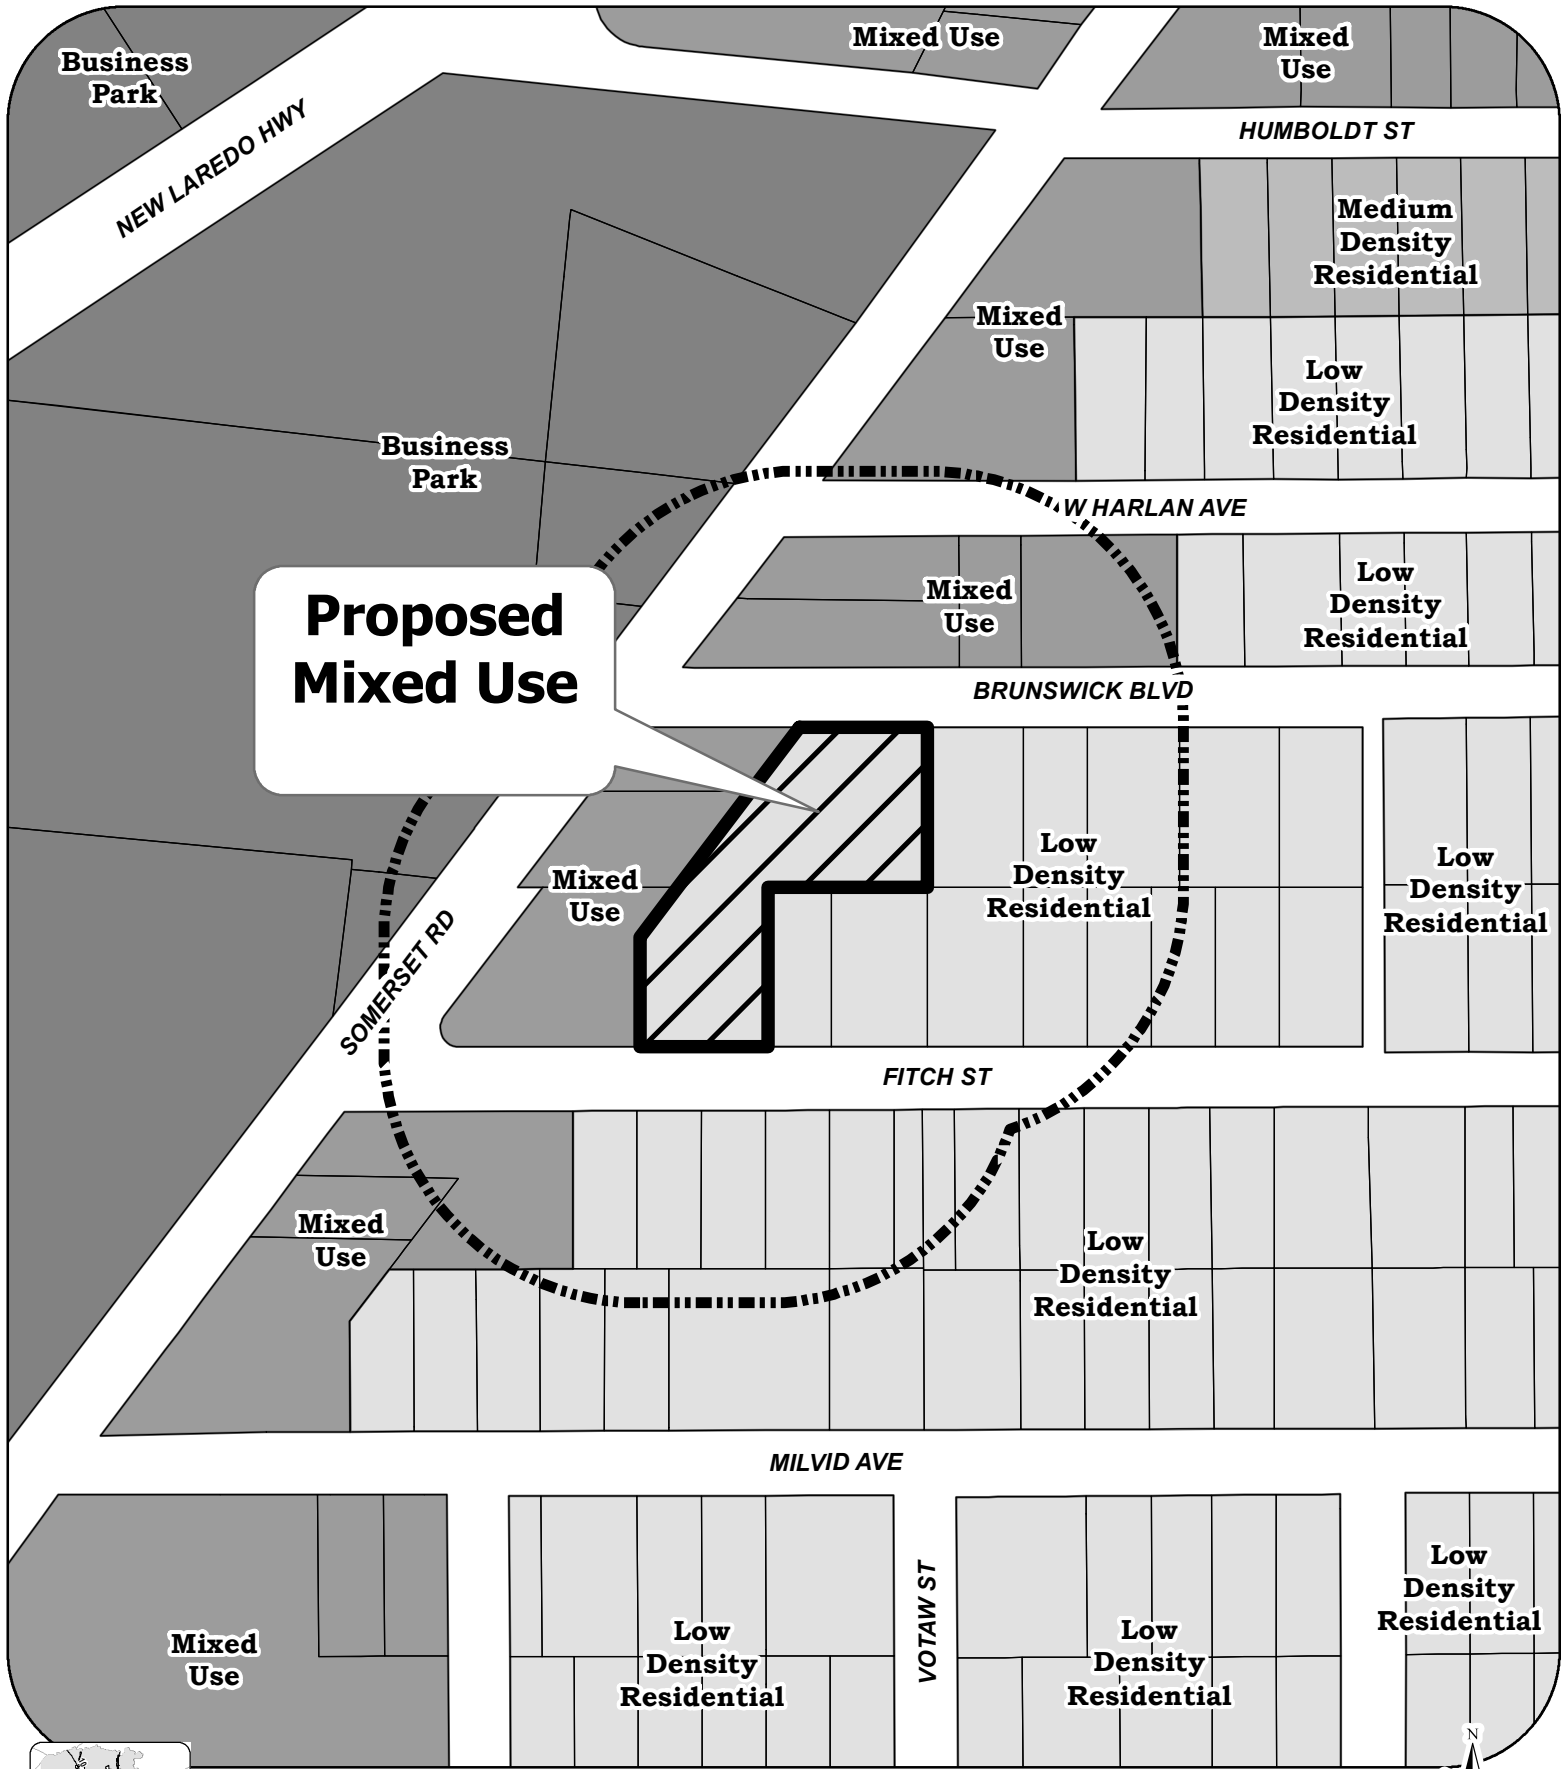 Mixed Use
Mixed
Use
Business
Park
HUMBOLDT ST
NEW LAREDO HWY
Medium
Density
Residential
Mixed
Use
Low
Density
Residential
Business
Park
W HARLAN AVE
Mixed
Use
Low
Density
Residential
Proposed
Mixed Use
BRUNSWICK BLVD
Mixed
Use
Low
Density
Residential
Low
Density
Residential
SOMERSET RD
FITCH ST
Mixed
Use
Low
Density
Residential
MILVID AVE
Mixed
Use
Low
Density
Residential
VOTAW ST
Low
Density
Residential
Low
Density
Residential
N